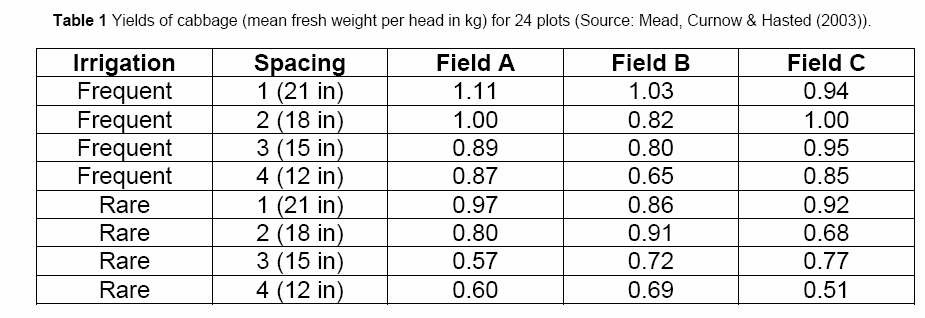 Table 1 Yields of cabbage (mean fresh weight per head in kg) for 24 plots (Source: Mead, Curnow & Hasted (2003)).
Irrigation Spacing Field A Field B Field C
Frequent 1 (21 in) 1.11 1.03 0.94
Frequent 2 (18 in) 1.00 0.82 1.00
Frequent 3 (15 in) 0.89 0.80 0.95
Frequent 4 (12 in) 0.87 0.65 0.85
Rare 1 (21 in) 0.97 0.86 0.92
Rare 2 (18 in) 0.80 0.91 0.68
Rare 3 (15 in) 0.57 0.72 0.77
Rare 4 (12 in) 0.60 0.69 0.51